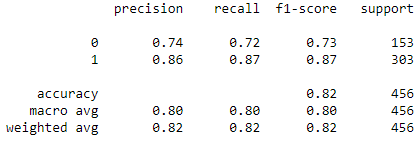 precision recall f1-score support
0 0.74 0.72 0.73 153
1 0.86 0.87 0.87 303
accuracy 0.82 456
macro avg 0.80 0.80 0.80 456
weighted avg 0.82 0.82 0.82 456